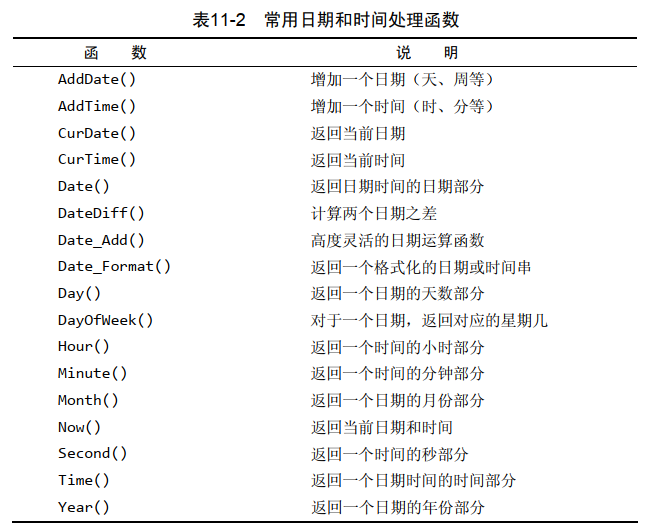 表11-2 常用日期和时间处理函数
函 数 说 明
AddDate() 增加一个日期（天、周等）
AddTime() 增加一个时间（时、分等）
CurDate() 返回当前日期
CurTime() 返回当前时间
Date() 返回日期时间的日期部分
DateDiff() 计算两个日期之差
Date_Add() 高度灵活的日期运算函数
Date_Format() 返回一个格式化的日期或时间串
Day() 返回一个日期的天数部分
DayOfWeek() 对于一个日期，返回对应的星期几
Hour() 返回一个时间的小时部分
Minute() 返回一个时间的分钟部分
Month() 返回一个日期的月份部分
Now() 返回当前日期和时间
Second() 返回一个时间的秒部分
Time() 返回一个日期时间的时间部分
Year() 返回一个日期的年份部分